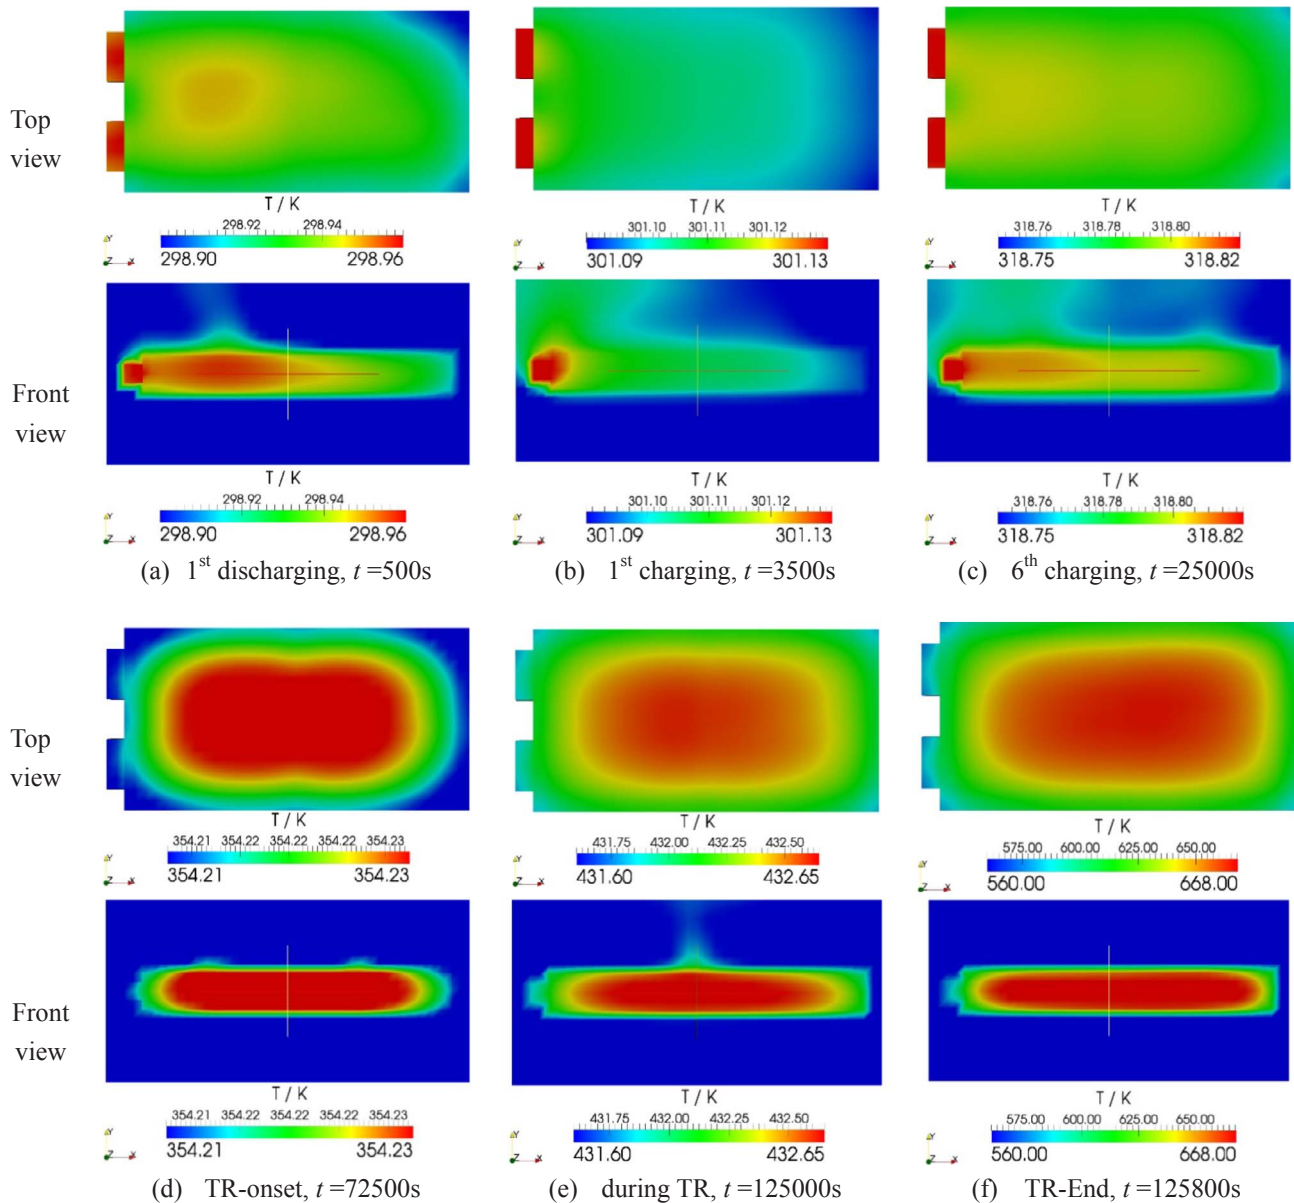 Top
view
T / K
298.92 298.94
298.90 298.96
Y
Z X
T / K
301.10 301.11 301.12
301.09 301.13
Y
Z X
T / K
318.76 318.78 318.80
318.75 318.82
Y
Z X
Front
view
T / K
298.92 298.94
298.90 298.96
Y
Z X
T / K
301.10 301.11 301.12
301.09 301.13
Y
Z X
T / K
318.76 318.78 318.80
318.75 318.82
Y
Z X
(a) 1st discharging, t =500s
(b) 1st charging, t =3500s
(c) 6th charging, t =25000s
Top
view
T / K
354.21 354.22 354.22 354.22 354.23
354.21 354.23
Y
Z X
T / K
431.75 432.00 432.25 432.50
431.60 432.65
Y
Z X
T / K
575.00 600.00 625.00 650.00
560.00 668.00
Y
Z X
Front
view
T / K
354.21 354.22 354.22 354.22 354.23
354.21 354.23
Y
Z X
T / K
431.75 432.00 432.25 432.50
431.60 432.65
Y
Z X
T / K
575.00 600.00 625.00 650.00
560.00 668.00
Y
Z X
(d) TR-onset, t =72500s
(e) during TR, t =125000s
(f) TR-End, t =125800s